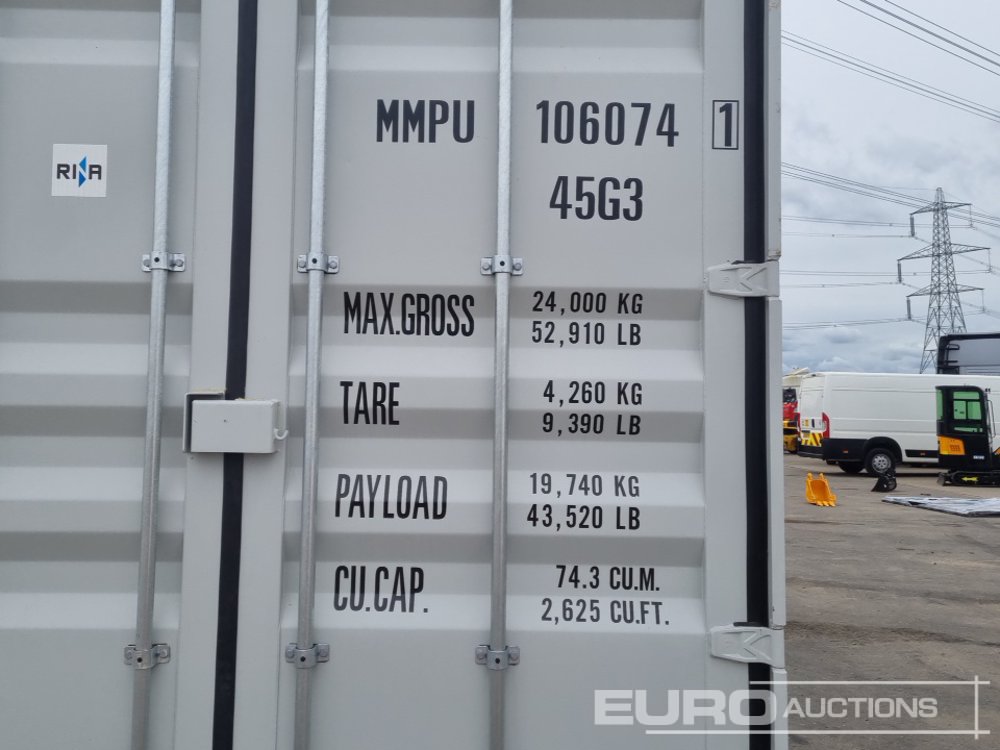 MMPU 106074 1
45G3
RINA
MAX.GROSS 24,000 KG
52,910 LB
TARE 4,260 KG
9,390 LB
PAYLOAD 19,740 KG
43,520 LB
CU.CAP. 74.3 CU.M.
2,625 CU.FT.
EURO AUCTIONS